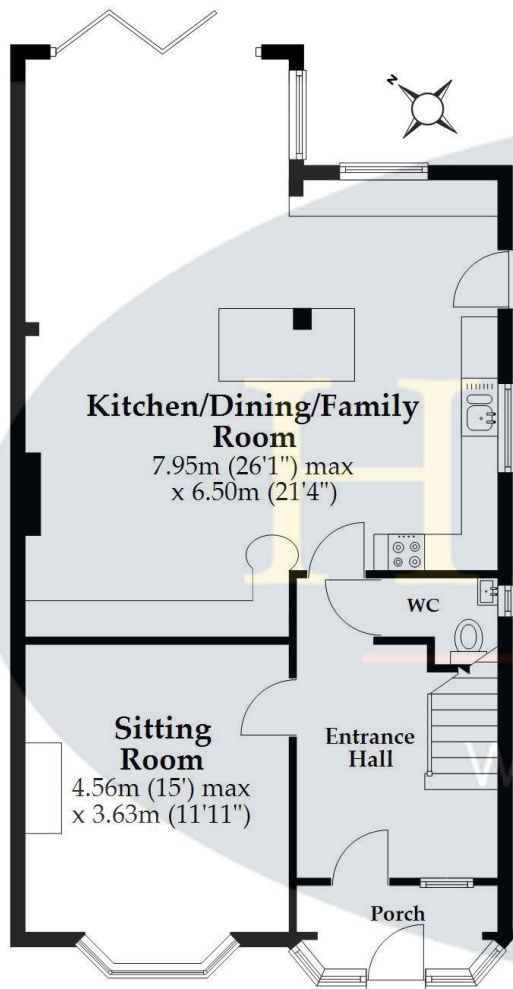 N
Kitchen/Dining/Family
Room
7.95m (26'1") max
x 6.50m (21'4")
H
WC
Sitting
Room
4.56m (15') max
x 3.63m (11'11")
Entrance
Hall
W
Porch